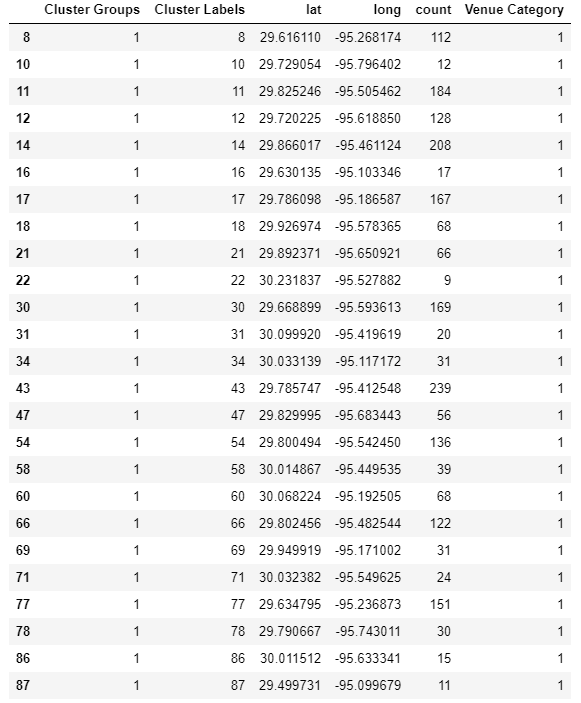 Cluster Groups Cluster Labels lat long count Venue Category
8 1 8 29.616110 -95.268174 112 1
10 1 10 29.729054 -95.796402 12 1
11 1 11 29.825246 -95.505462 184 1
12 1 12 29.720225 -95.618850 128 1
14 1 14 29.866017 -95.461124 208 1
16 1 16 29.630135 -95.103346 17 1
17 1 17 29.786098 -95.186587 167 1
18 1 18 29.926974 -95.578365 68 1
21 1 21 29.892371 -95.650921 66 1
22 1 22 30.231837 -95.527882 9 1
30 1 30 29.668899 -95.593613 169 1
31 1 31 30.099920 -95.419619 20 1
34 1 34 30.033139 -95.117172 31 1
43 1 43 29.785747 -95.412548 239 1
47 1 47 29.829995 -95.683443 56 1
54 1 54 29.800494 -95.542450 136 1
58 1 58 30.014867 -95.449535 39 1
60 1 60 30.068224 -95.192505 68 1
66 1 66 29.802456 -95.482544 122 1
69 1 69 29.949919 -95.171002 31 1
71 1 71 30.032382 -95.549625 24 1
77 1 77 29.634795 -95.236873 151 1
78 1 78 29.790667 -95.743011 30 1
86 1 86 30.011512 -95.633341 15 1
87 1 87 29.499731 -95.099679 11 1